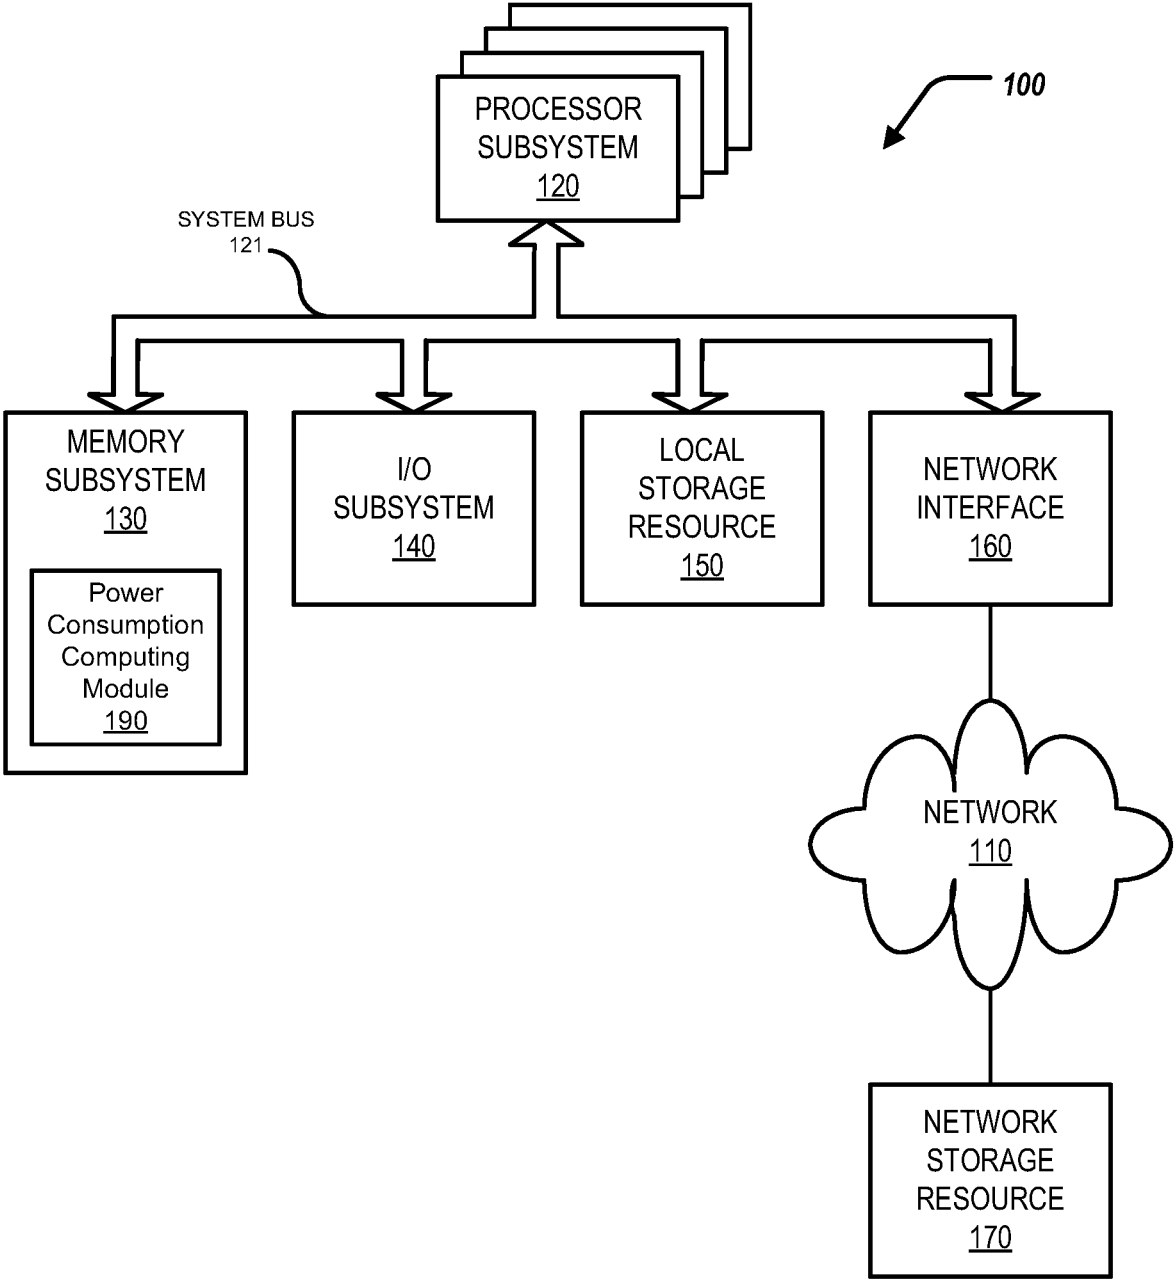 PROCESSOR
SUBSYSTEM
120
100
SYSTEM BUS
121
MEMORY
SUBSYSTEM
130
Power
Consumption
Computing
Module
190
I/O
SUBSYSTEM
140
LOCAL
STORAGE
RESOURCE
150
NETWORK
INTERFACE
160
NETWORK
110
NETWORK
STORAGE
RESOURCE
170